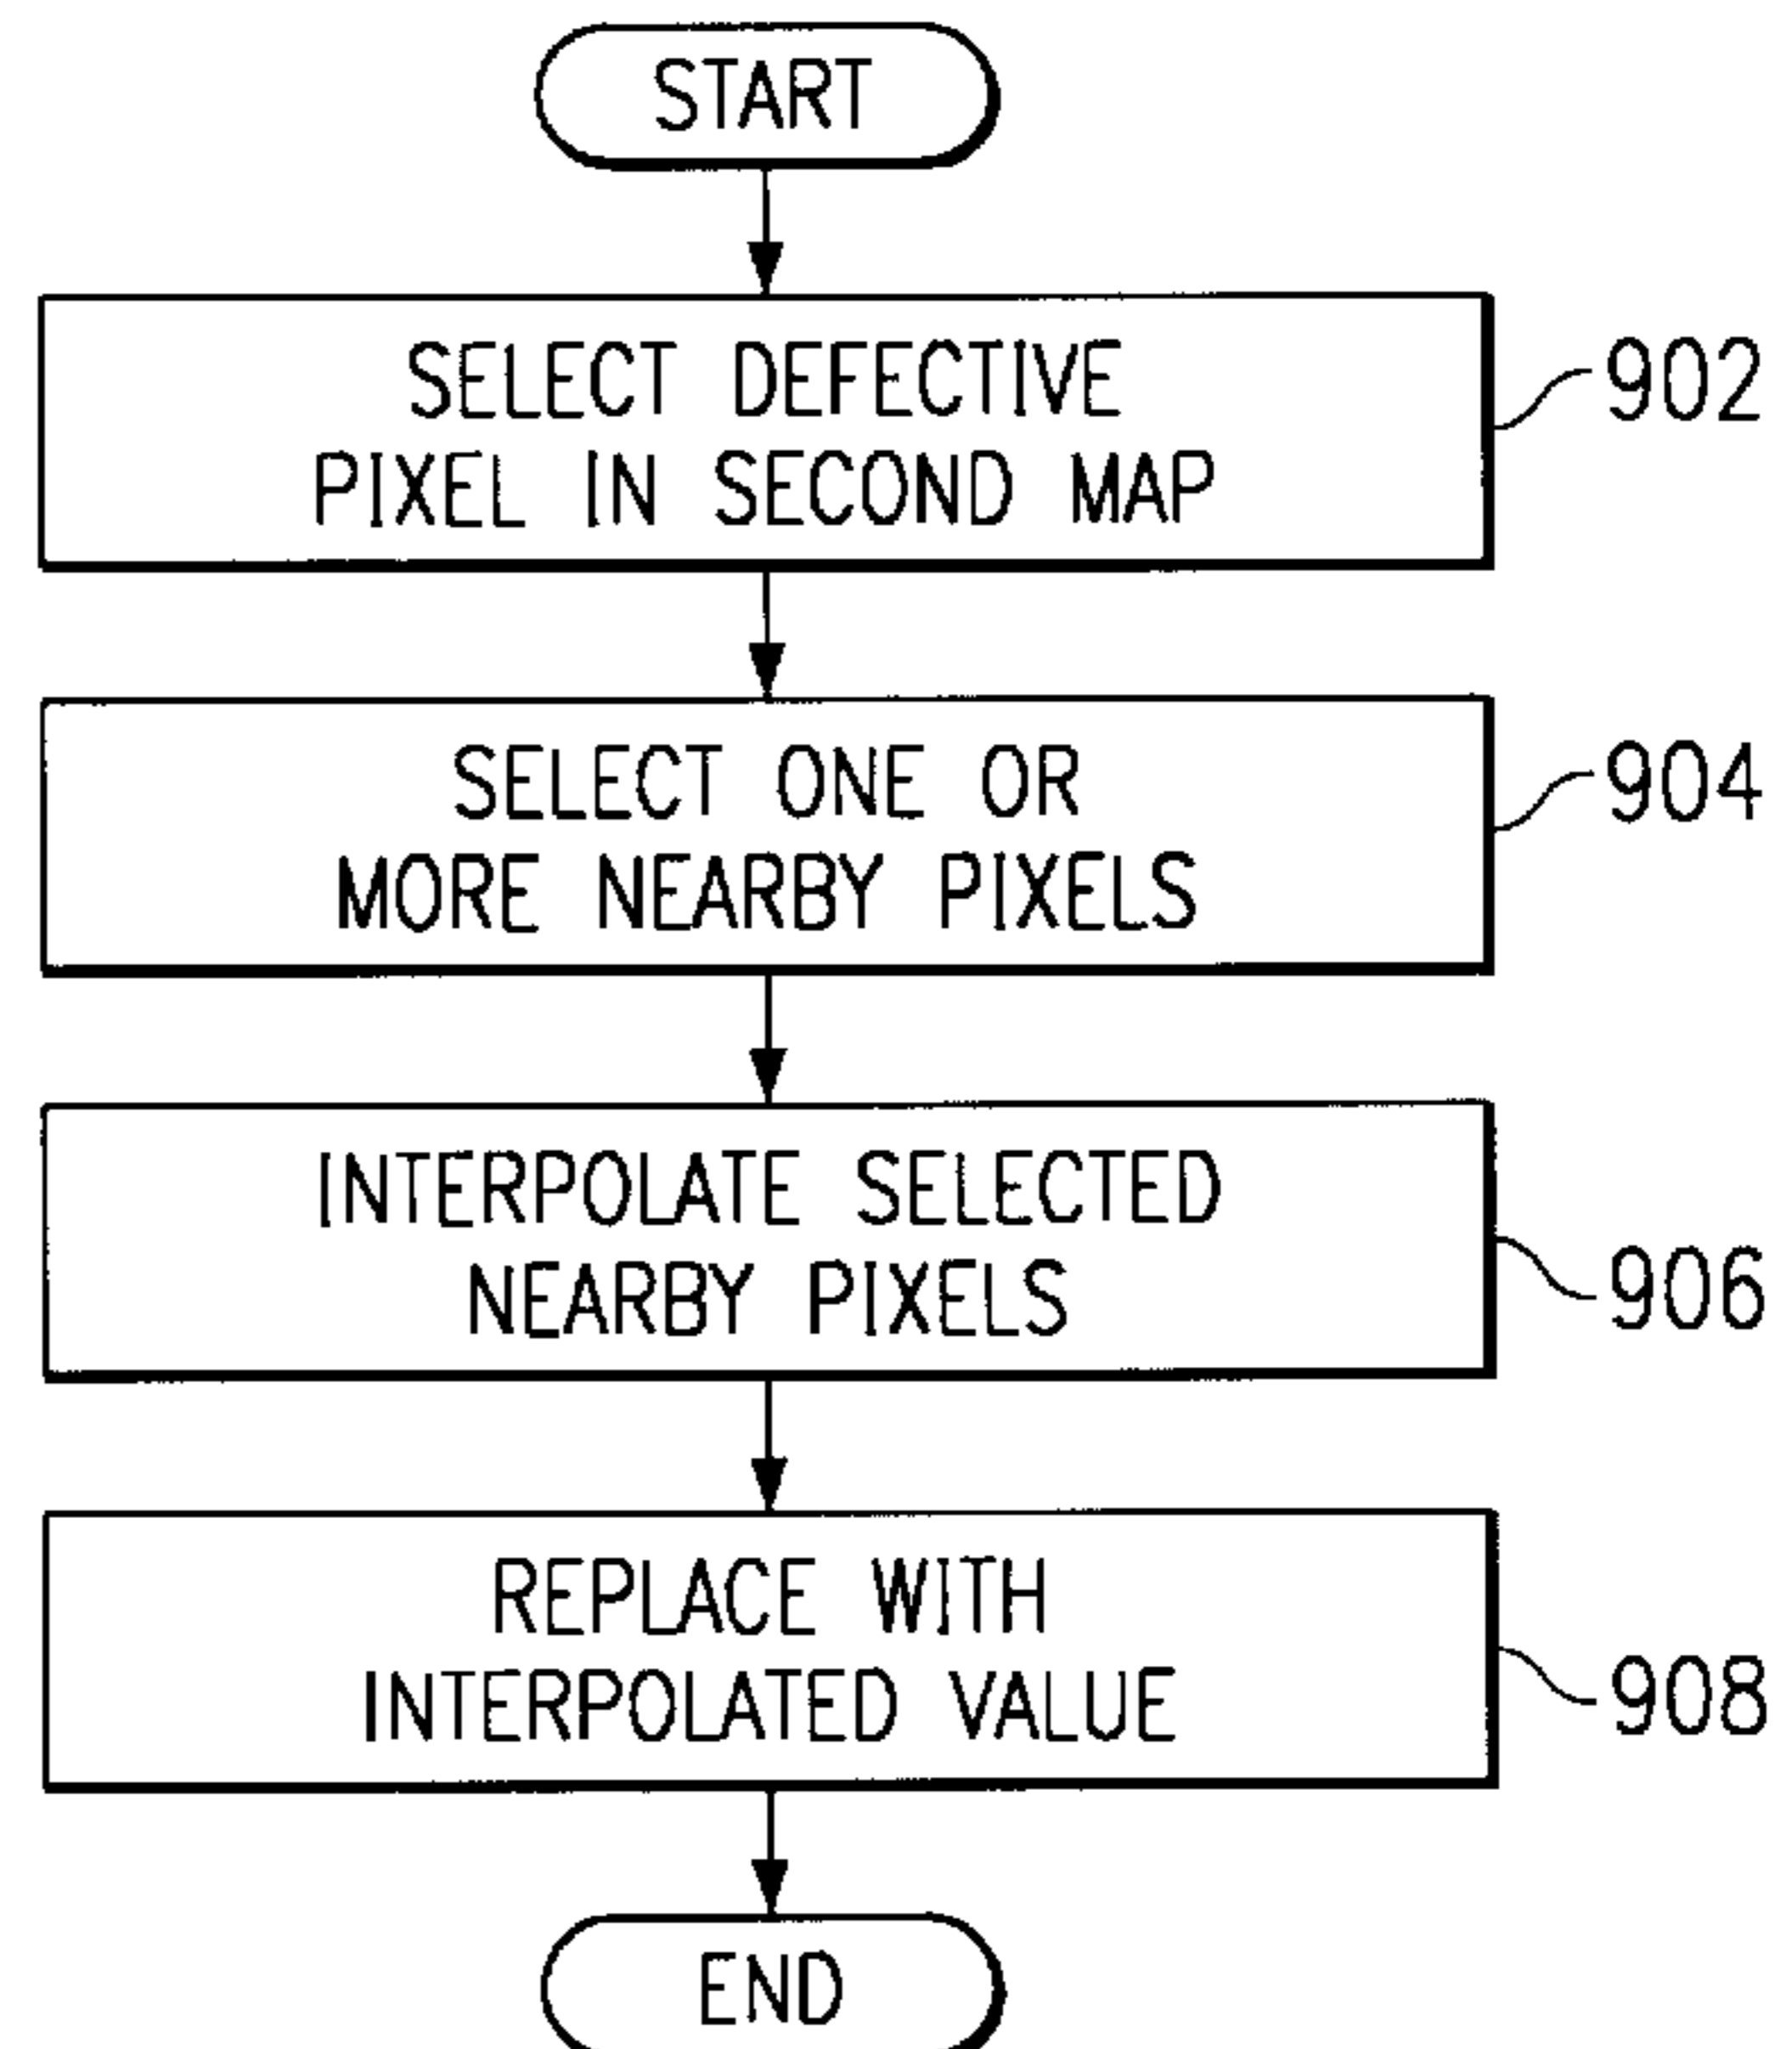 START
SELECT DEFECTIVE
PIXEL IN SECOND MAP
902
SELECT ONE OR
MORE NEARBY PIXELS
904
INTERPOLATE SELECTED
NEARBY PIXELS
906
REPLACE WITH
INTERPOLATED VALUE
908
END